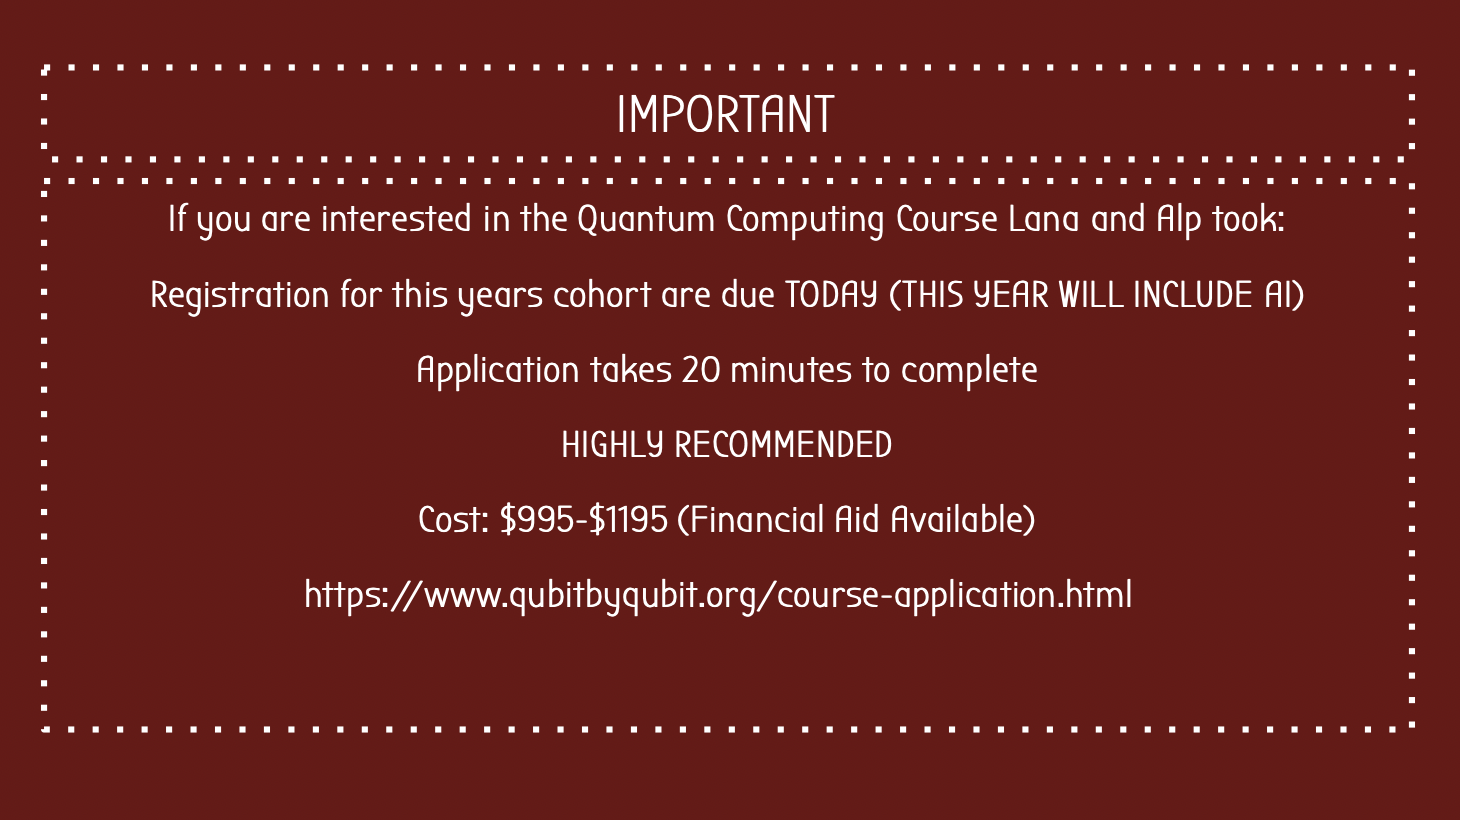 IMPORTANT
If you are interested in the Quantum Computing Course Lana and Alp took:
Registration for this years cohort are due TODAY (THIS YEAR WILL INCLUDE AI)
Application takes 20 minutes to complete
HIGHLY RECOMMENDED
Cost: $995-$1195 (Financial Aid Available)
https://www.qubitbyqubit.org/course-application.html